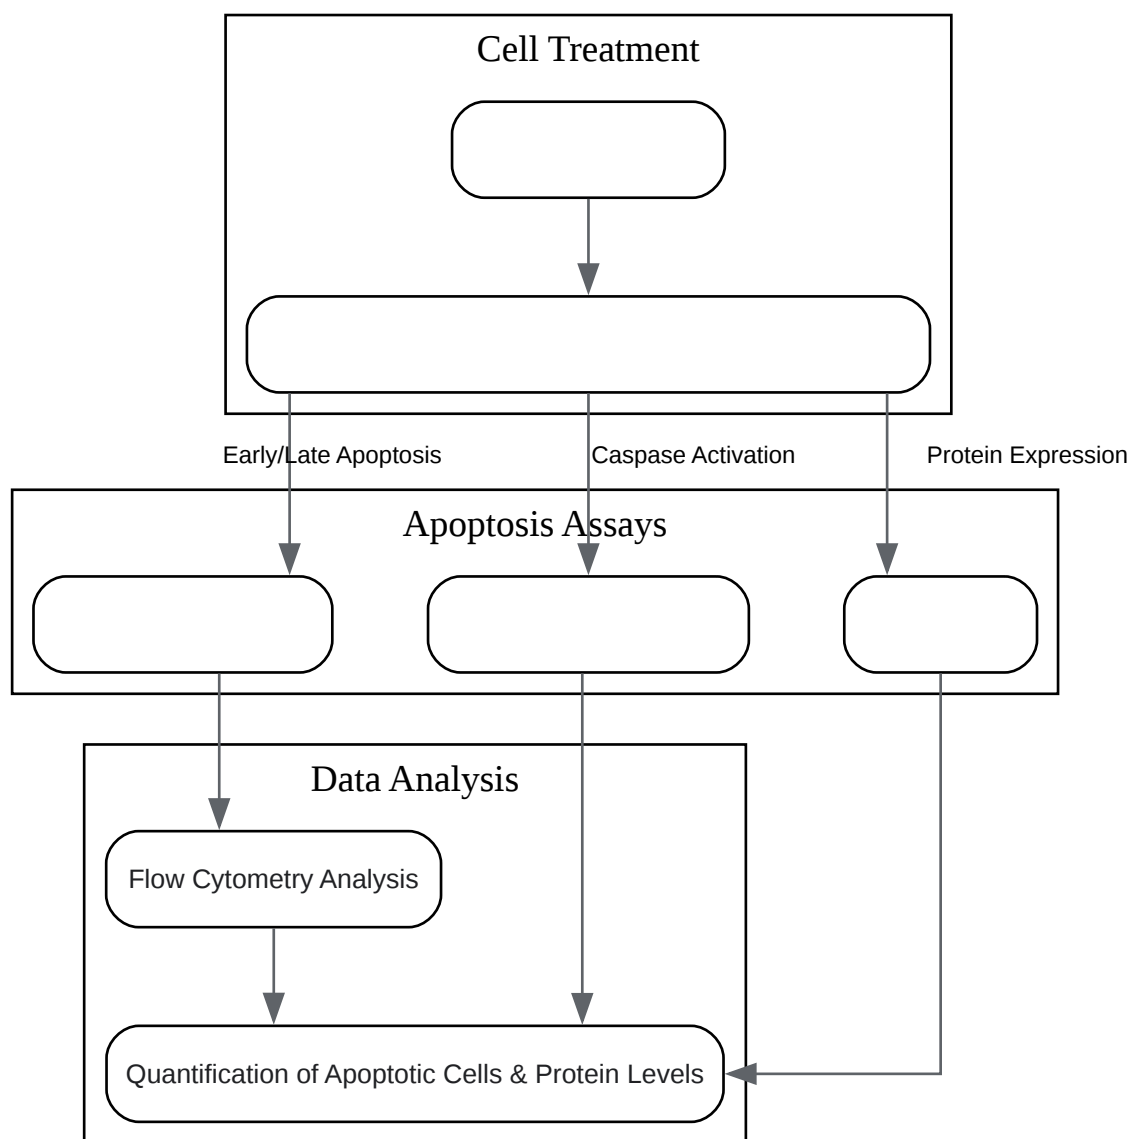 Cell Treatment
Early/Late Apoptosis
Caspase Activation
Protein Expression
Apoptosis Assays
Data Analysis
Flow Cytometry Analysis
Quantification of Apoptotic Cells & Protein Levels